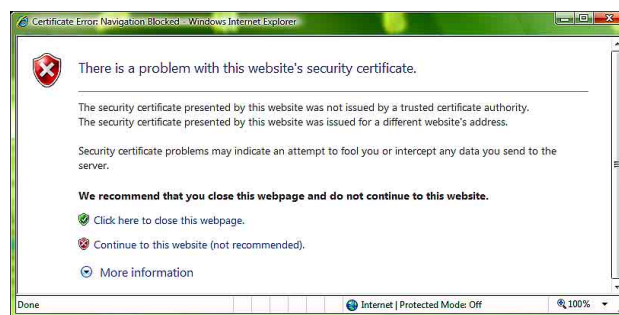 Certificate Error: Navigation Blocked - Windows Internet Explorer
There is a problem with this website's security certificate.
The security certificate presented by this website was not issued by a trusted certificate authority.
The security certificate presented by this website was issued for a different website's address.
Security certificate problems may indicate an attempt to fool you or intercept any data you send to the
server.
We recommend that you close this webpage and do not continue to this website.
Click here to close this webpage.
Continue to this website (not recommended).
More information
Done
Internet | Protected Mode: Off
100%